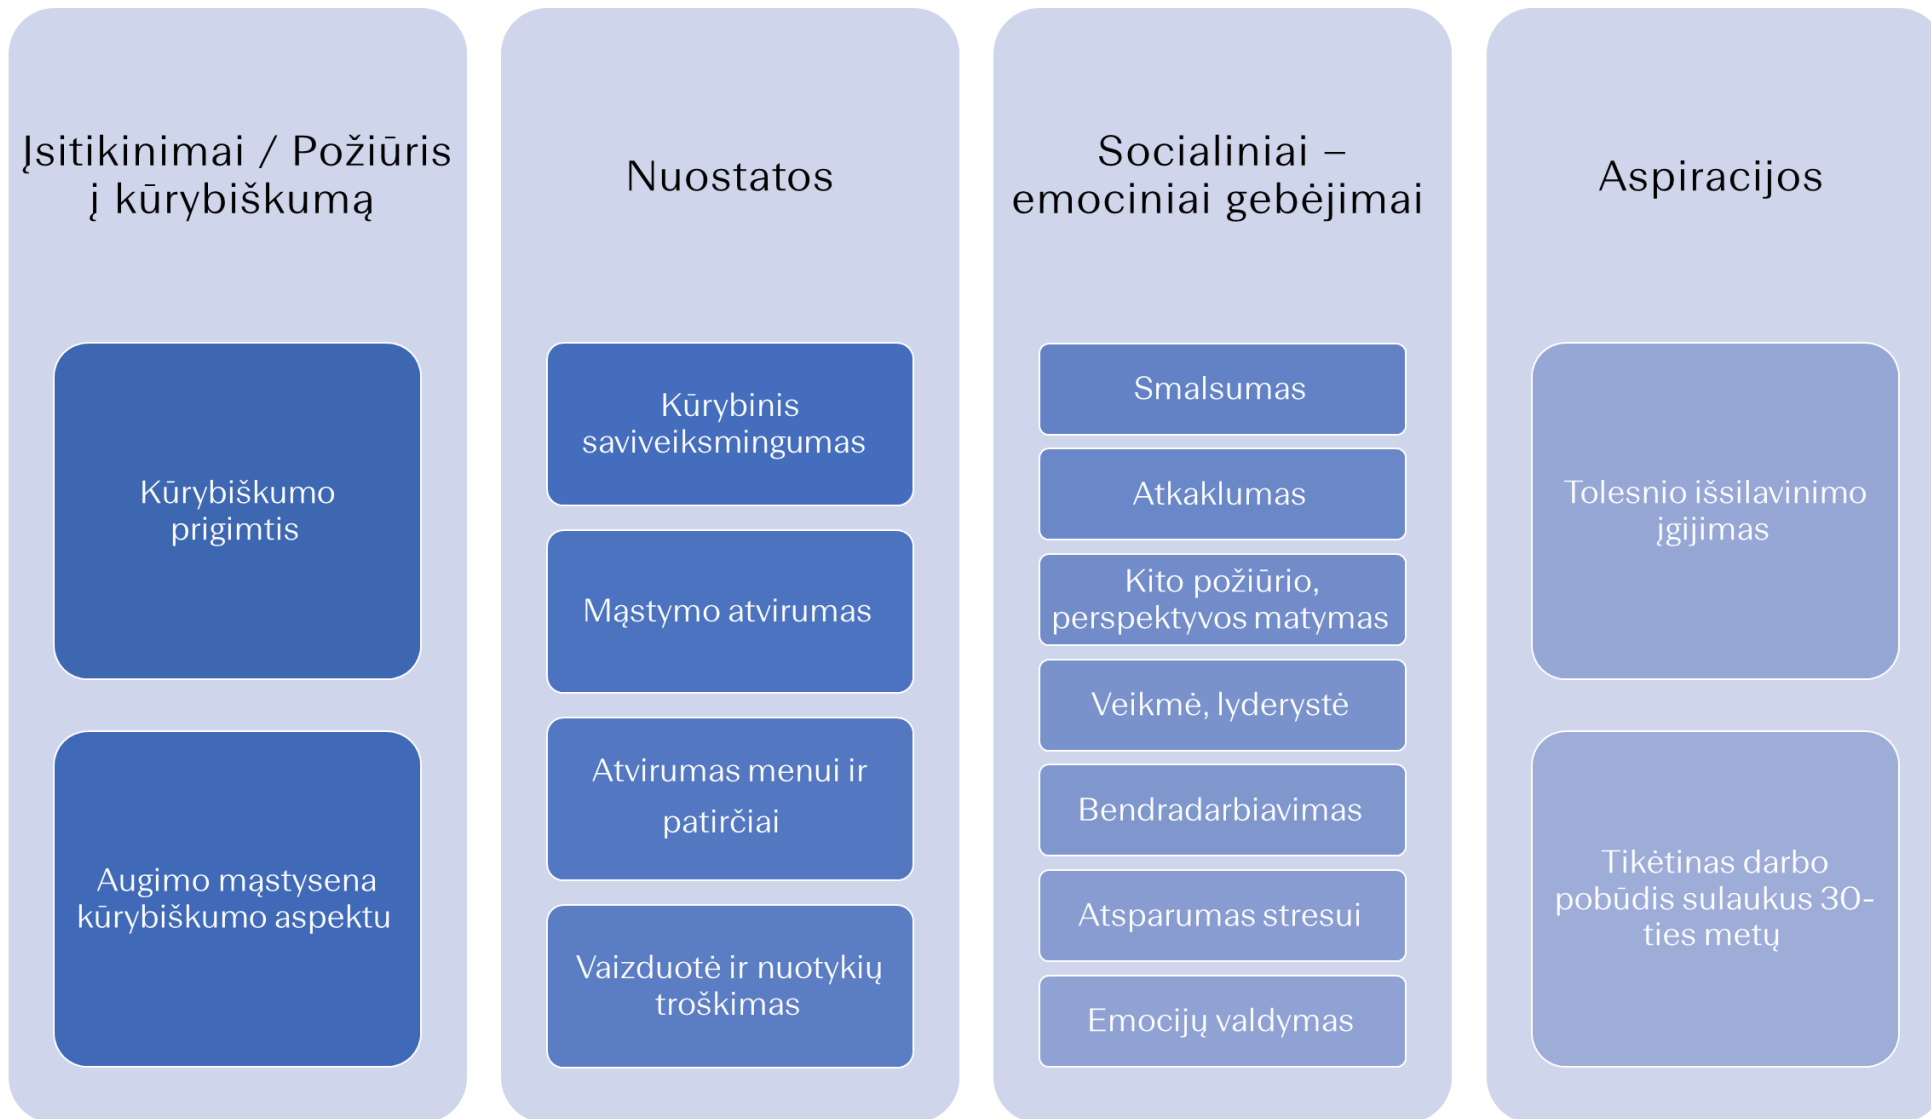 Įsitikinimai / Požiūris
į kūrybiškumą
Kūrybiškumo
prigimtis
Augimo mąstysena
kūrybiškumo aspektu
Nuostatos
Kūrybinis
saviveiksmingumas
Mąstymo atvirumas
Atvirumas menui ir
patirčiai
Vaizduotė ir nuotykių
troškimas
Socialiniai –
emociniai gebėjimai
Smalsumas
Atkaklumas
Kito požiūrio,
perspektyvos matymas
Veikmė, lyderystė
Bendradarbiavimas
Atsparumas stresui
Emocijų valdymas
Aspiracijos
Tolesnio išsilavinimo
įgijimas
Tikėtinas darbo
pobūdis sulaukus 30-
ties metų